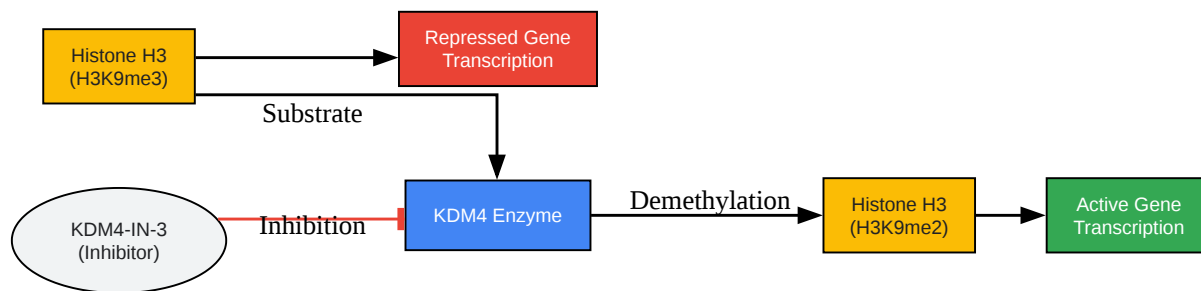 Histone H3
(H3K9me3)
Repressed Gene
Transcription
Substrate
KDM4-IN-3
(Inhibitor)
Inhibition
KDM4 Enzyme
Demethylation
Histone H3
(H3K9me2)
Active Gene
Transcription